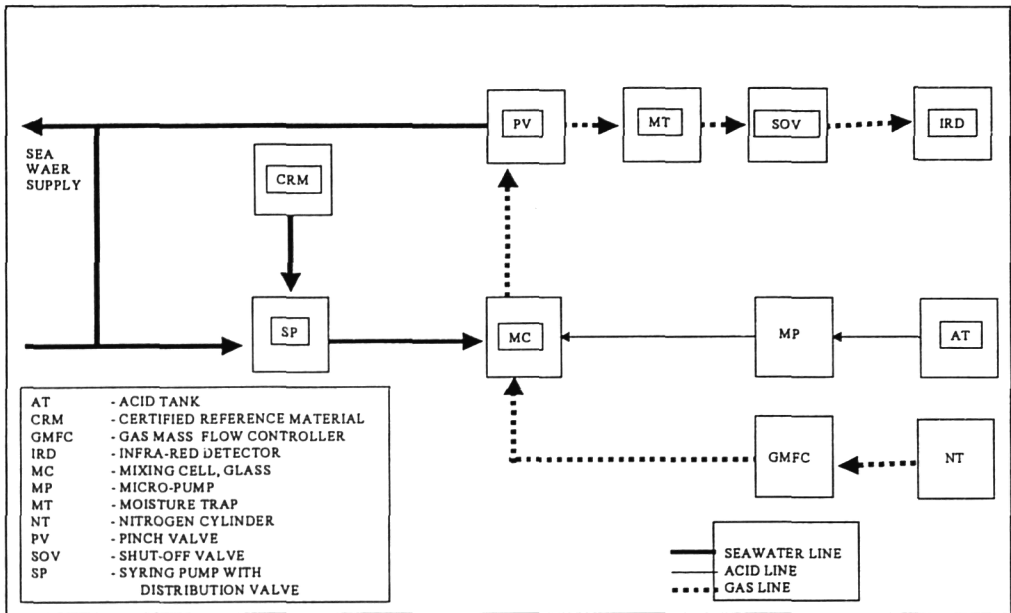 PV
MT
SOV
IRD
SEA
WAER
SUPPLY
CRM
SP
MC
MP
AT
GMFC
NT
AT - ACID TANK
CRM - CERTIFIED REFERENCE MATERIAL
GMFC - GAS MASS FLOW CONTROLLER
IRD - INFRA-RED DETECTOR
MC - MIXING CELL, GLASS
MP - MICRO-PUMP
MT - MOISTURE TRAP
NT - NITROGEN CYLINDER
PV - PINCH VALVE
SOV - SHUT-OFF VALVE
SP - SYRING PUMP WITH
DISTRIBUTION VALVE
SEAWATER LINE
ACID LINE
GAS LINE